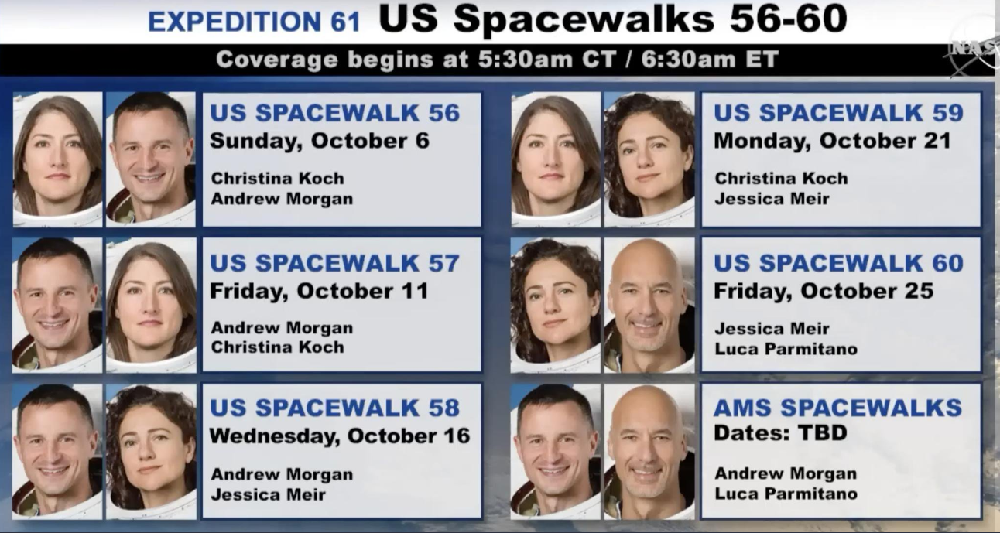 EXPEDITION 61 US Spacewalks 56-60
Coverage begins at 5:30am CT / 6:30am ET
NAS
US SPACEWALK 56
Sunday, October 6
Christina Koch
Andrew Morgan
US SPACEWALK 57
Friday, October 11
Andrew Morgan
Christina Koch
US SPACEWALK 58
Wednesday, October 16
Andrew Morgan
Jessica Meir
US SPACEWALK 59
Monday, October 21
Christina Koch
Jessica Meir
US SPACEWALK 60
Friday, October 25
Jessica Meir
Luca Parmitano
AMS SPACEWALKS
Dates: TBD
Andrew Morgan
Luca Parmitano